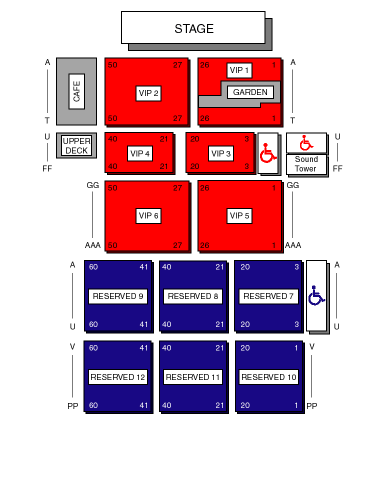 STAGE
A 50 27 26 1 A
VIP 1
CAFE VIP 2 GARDEN
T 50 27 26 1 T
U 40 21 20 3 U
UPPER
DECK VIP 4 VIP 3
Sound
Tower
FF 40 21 20 3 FF
GG 50 27 26 1 GG
VIP 6 VIP 5
AAA 50 27 26 1 AAA
A 60 41 40 21 20 3 A
RESERVED 9 RESERVED 8 RESERVED 7
U 60 41 40 21 20 3 U
V 60 41 40 21 20 1 V
RESERVED 12 RESERVED 11 RESERVED 10
PP 60 41 40 21 20 1 PP